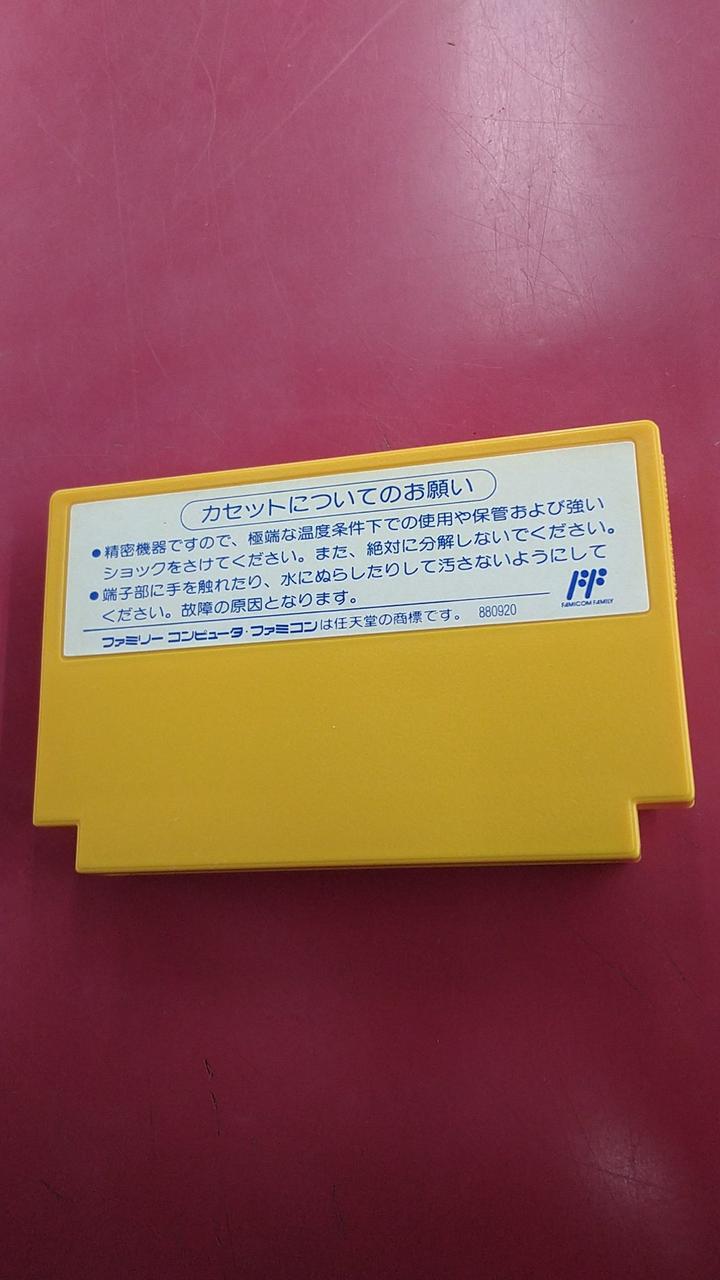 カセットについてのお願い
●精密機器ですので、極端な温度条件下での使用や保管および強い
ショックをさけてください。また、絶対に分解しないでください。
●端子部に手を触れたり、水にぬらしたりして汚さないようにして
ください。故障の原因となります。
FAMICOM FAMILY
ファミリー コンピュータ・ファミコンは任天堂の商標です。 880920